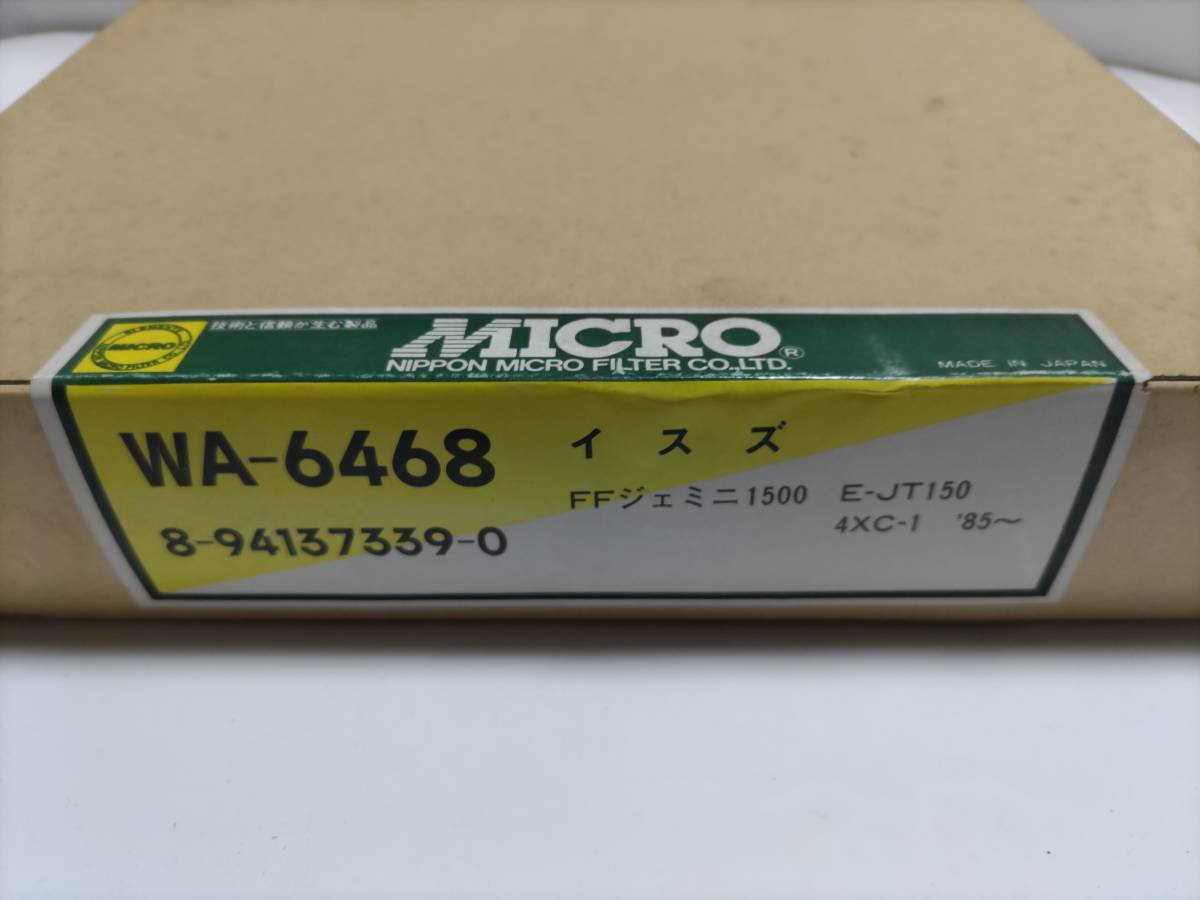 MICRO
技術と信頼が生む製品
MICRO®
NIPPON MICRO FILTER CO.,LTD.
MADE IN JAPAN
WA-6468
イスズ
FFジェミニ1500 E-JT150
4XC-1 '85〜
8-94137339-0